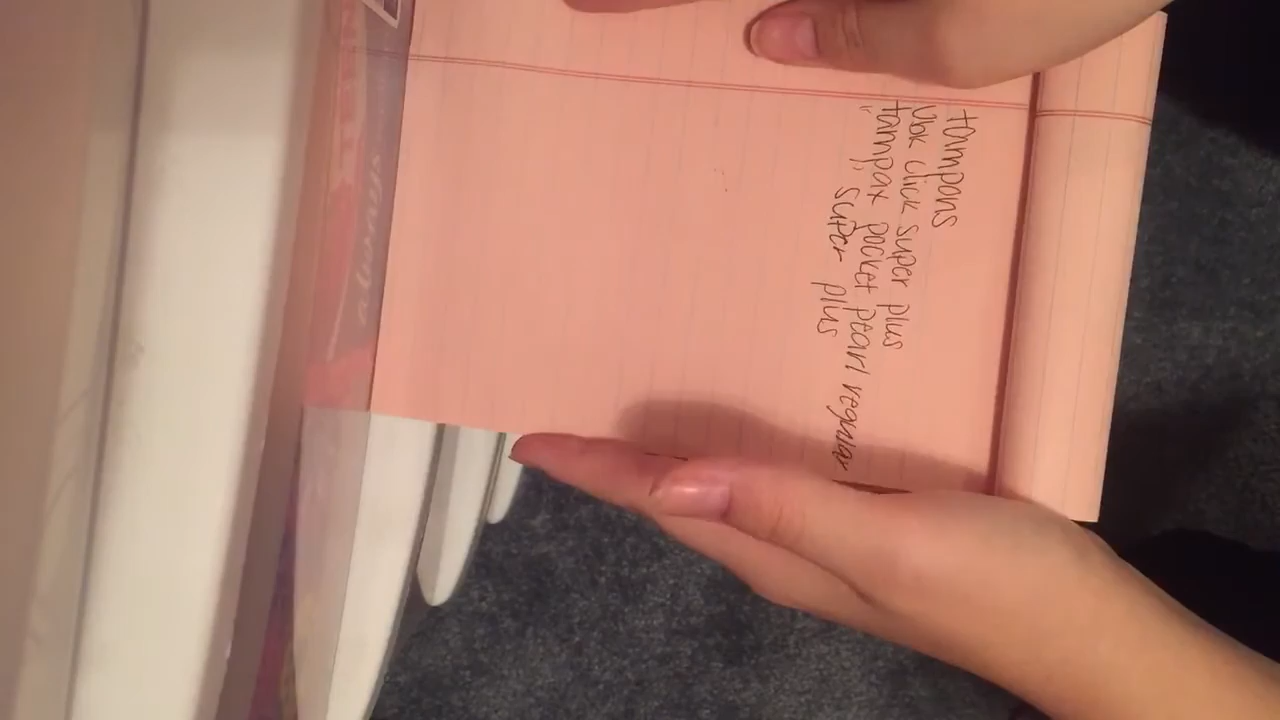 tampons
Ubk click super plus
tampax pocket pearl regular
" " super plus